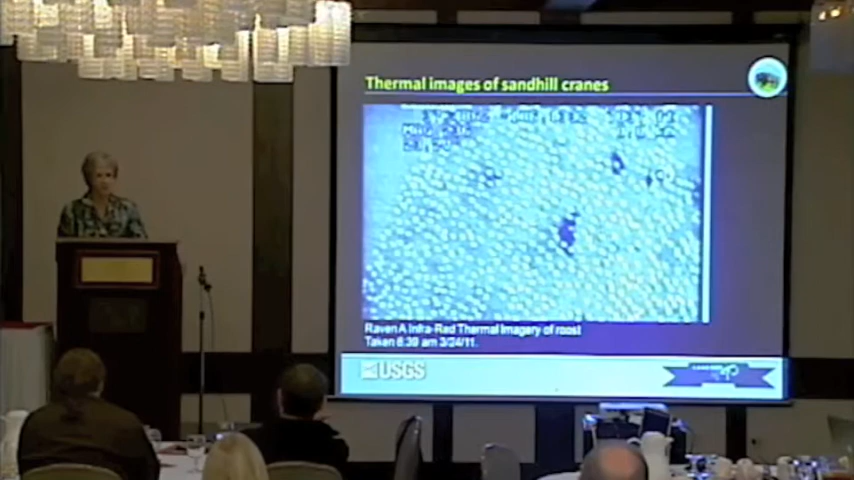 Thermal images of sandhill cranes
Raven A Infra-Red Thermal Imagery of roost
Taken 6:39 am 3/24/11.
USGS